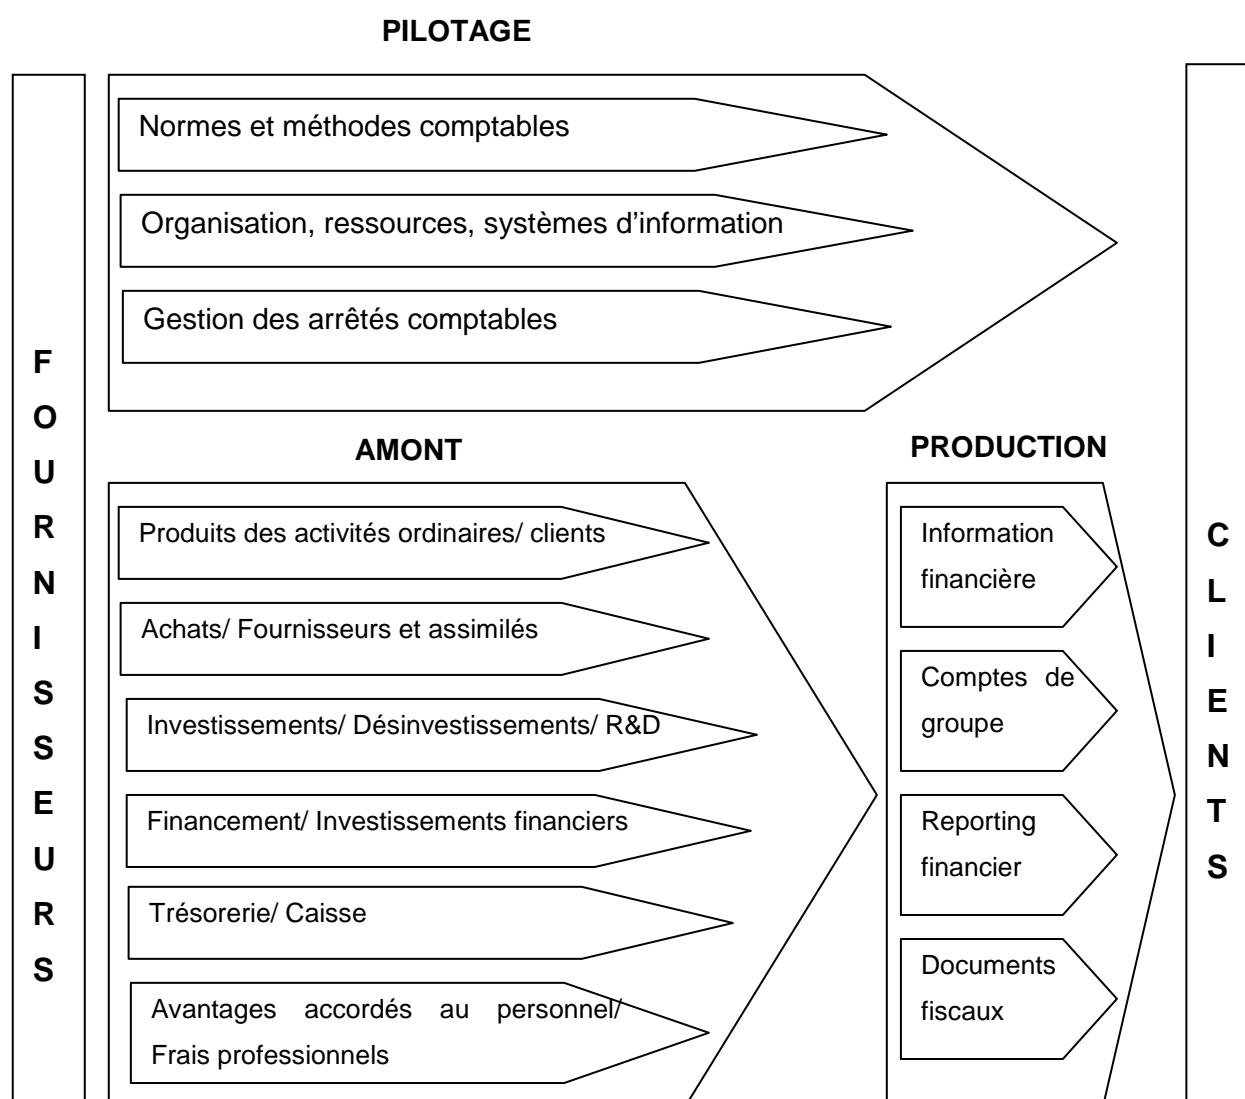 PILOTAGE
Normes et méthodes comptables
Organisation, ressources, systèmes d'information
Gestion des arrêtés comptables
FOURNISSEURS
AMONT
Produits des activités ordinaires/ clients
Achats/ Fournisseurs et assimilés
Investissements/ Désinvestissements/ R&D
Financement/ Investissements financiers
Trésorerie/ Caisse
Avantages accordés au personnel/
Frais professionnels
PRODUCTION
Information
financière
Comptes de
groupe
Reporting
financier
Documents
fiscaux
CLIENTS